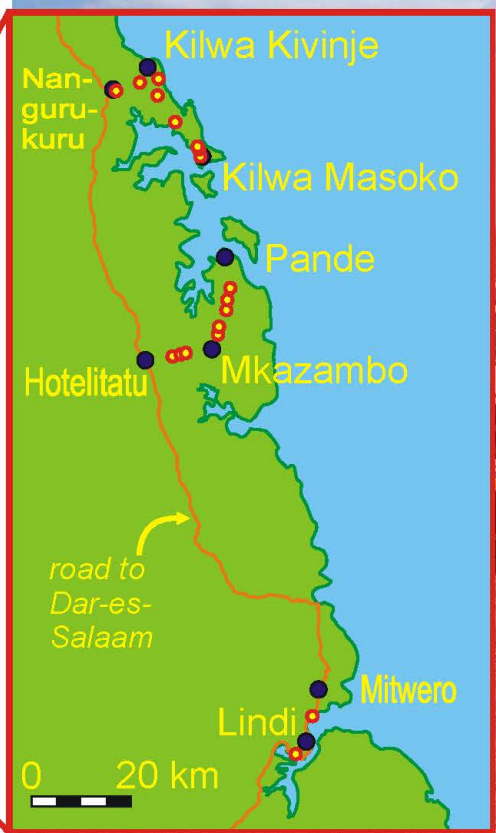 Kilwa Kivinje
Nan-
guru-
kuru
Kilwa Masoko
Pande
Mkazambo
Hotelitatu
road to
Dar-es-
Salaam
Mitwero
Lindi
0 20 km